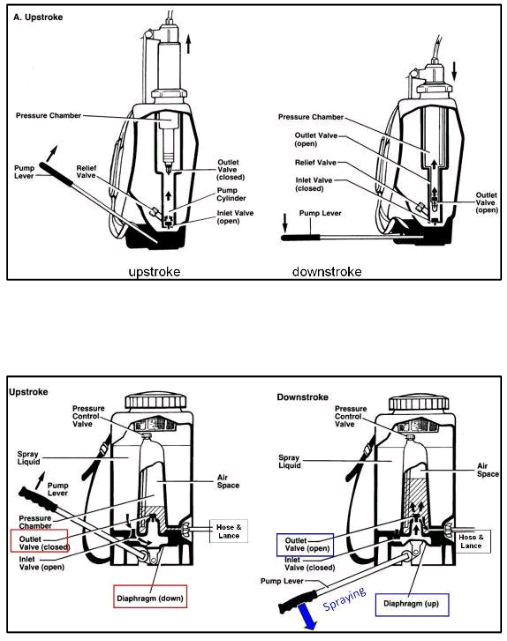 A. Upstroke
Pressure Chamber
Pump
Lever
Relief
Valve
Outlet
Valve
(closed)
Pump
Cylinder
Inlet Valve
(open)
upstroke
Pressure Chamber
Outlet Valve
(open)
Relief Valve
Inlet Valve
(closed)
Pump Lever
Outlet
Valve
(open)
downstroke
Upstroke
Pressure
Control
Valve
Spray
Liquid
Pump
Lever
Air
Space
Pressure
Chamber
Outlet
Valve (closed)
Inlet
Valve (open)
Hose &
Lance
Diaphragm (down)
Downstroke
Pressure
Control
Valve
Spray
Liquid
Air
Space
Outlet
Valve (open)
Inlet
Valve (closed)
Hose &
Lance
Pump Lever
Spraying
Diaphragm (up)